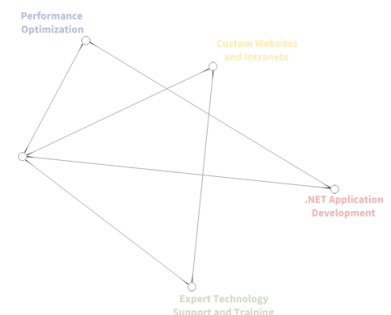 Performance
Optimization
Custom Websites
and Intranets
.NET Application
Development
Expert Technology
Support and Training